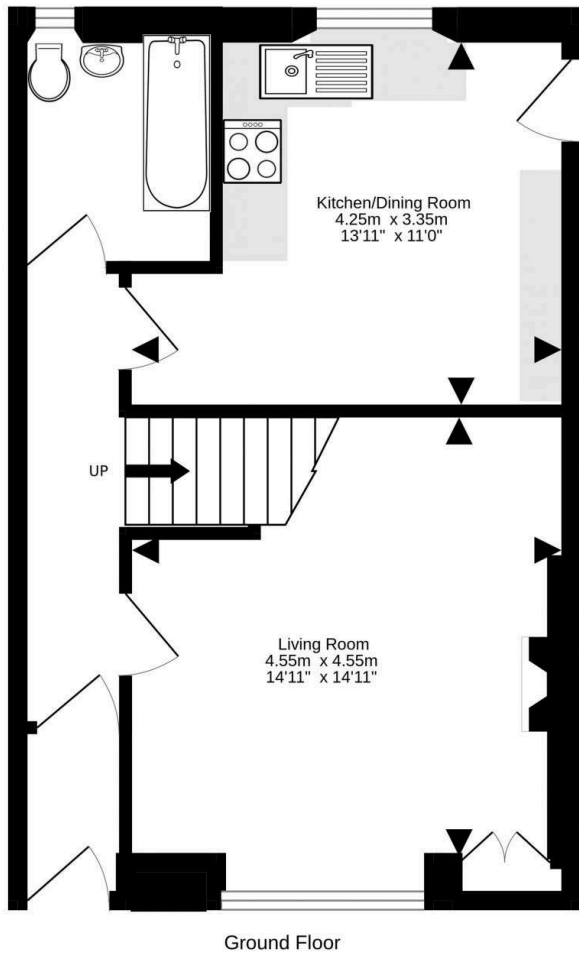 Kitchen/Dining Room
4.25m x 3.35m
13'11" x 11'0"
UP
Living Room
4.55m x 4.55m
14'11" x 14'11"
Ground Floor